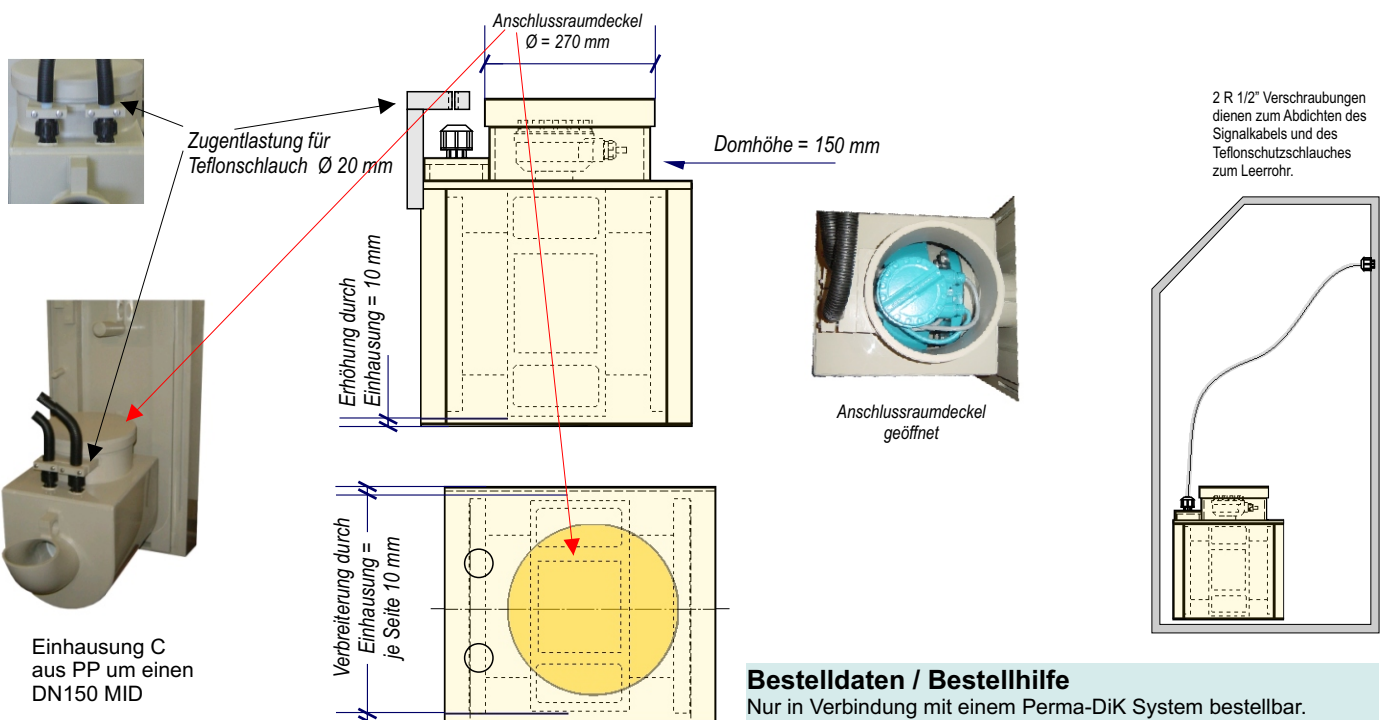 Anschlussraumdeckel
Ø = 270 mm
Zugentlastung für
Teflonschlauch Ø 20 mm
Domhöhe = 150 mm
2 R 1/2" Verschraubungen
dienen zum Abdichten des
Signalkabels und des
Teflonschutzschlauches
zum Leerrohr.
Erhöhung durch
Einhausung = 10 mm
Anschlussraumdeckel
geöffnet
Verbreiterung durch
Einhausung =
je Seite 10 mm
Einhausung C
aus PP um einen
DN150 MID
Bestelldaten / Bestellhilfe
Nur in Verbindung mit einem Perma-DiK System bestellbar.